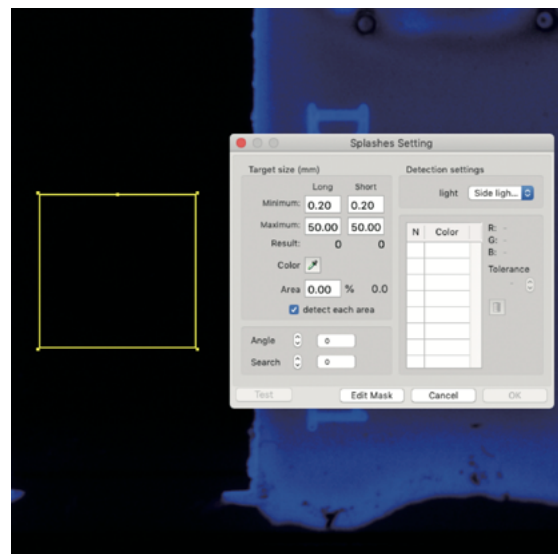 Splashes Setting
Target size (mm)
Long Short
Minimum: 0.20 0.20
Maximum: 50.00 50.00
Result: 0 0
Color
Area 0.00 % 0.0
detect each area
Angle 0
Search 0
Detection settings
light Side ligh...
N Color
R: -
G: -
B: -
Tolerance
-
Test Edit Mask Cancel OK